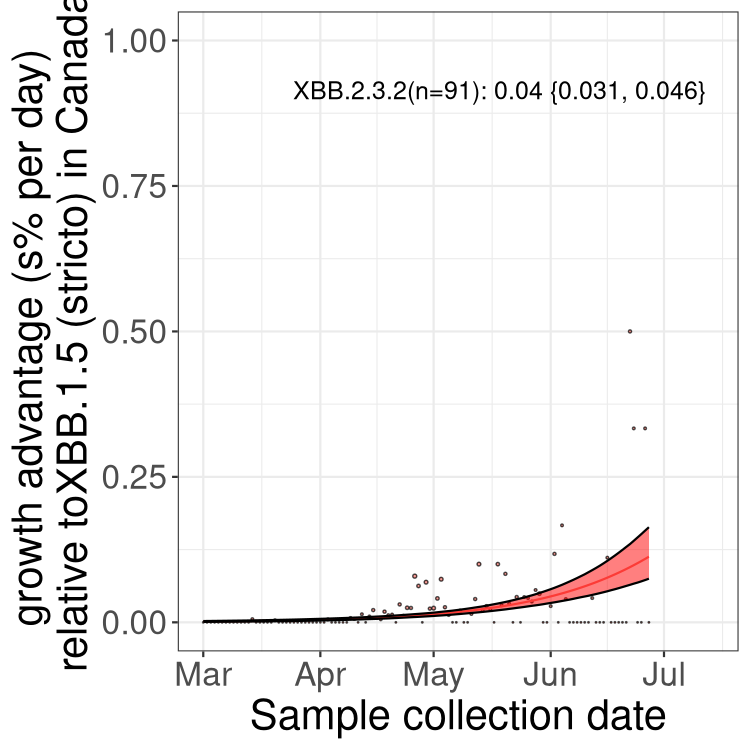 growth advantage (s% per day)
relative toXBB.1.5 (stricto) in Canada
1.00
0.75
0.50
0.25
0.00
XBB.2.3.2(n=91): 0.04 {0.031, 0.046}
Mar Apr May Jun Jul
Sample collection date